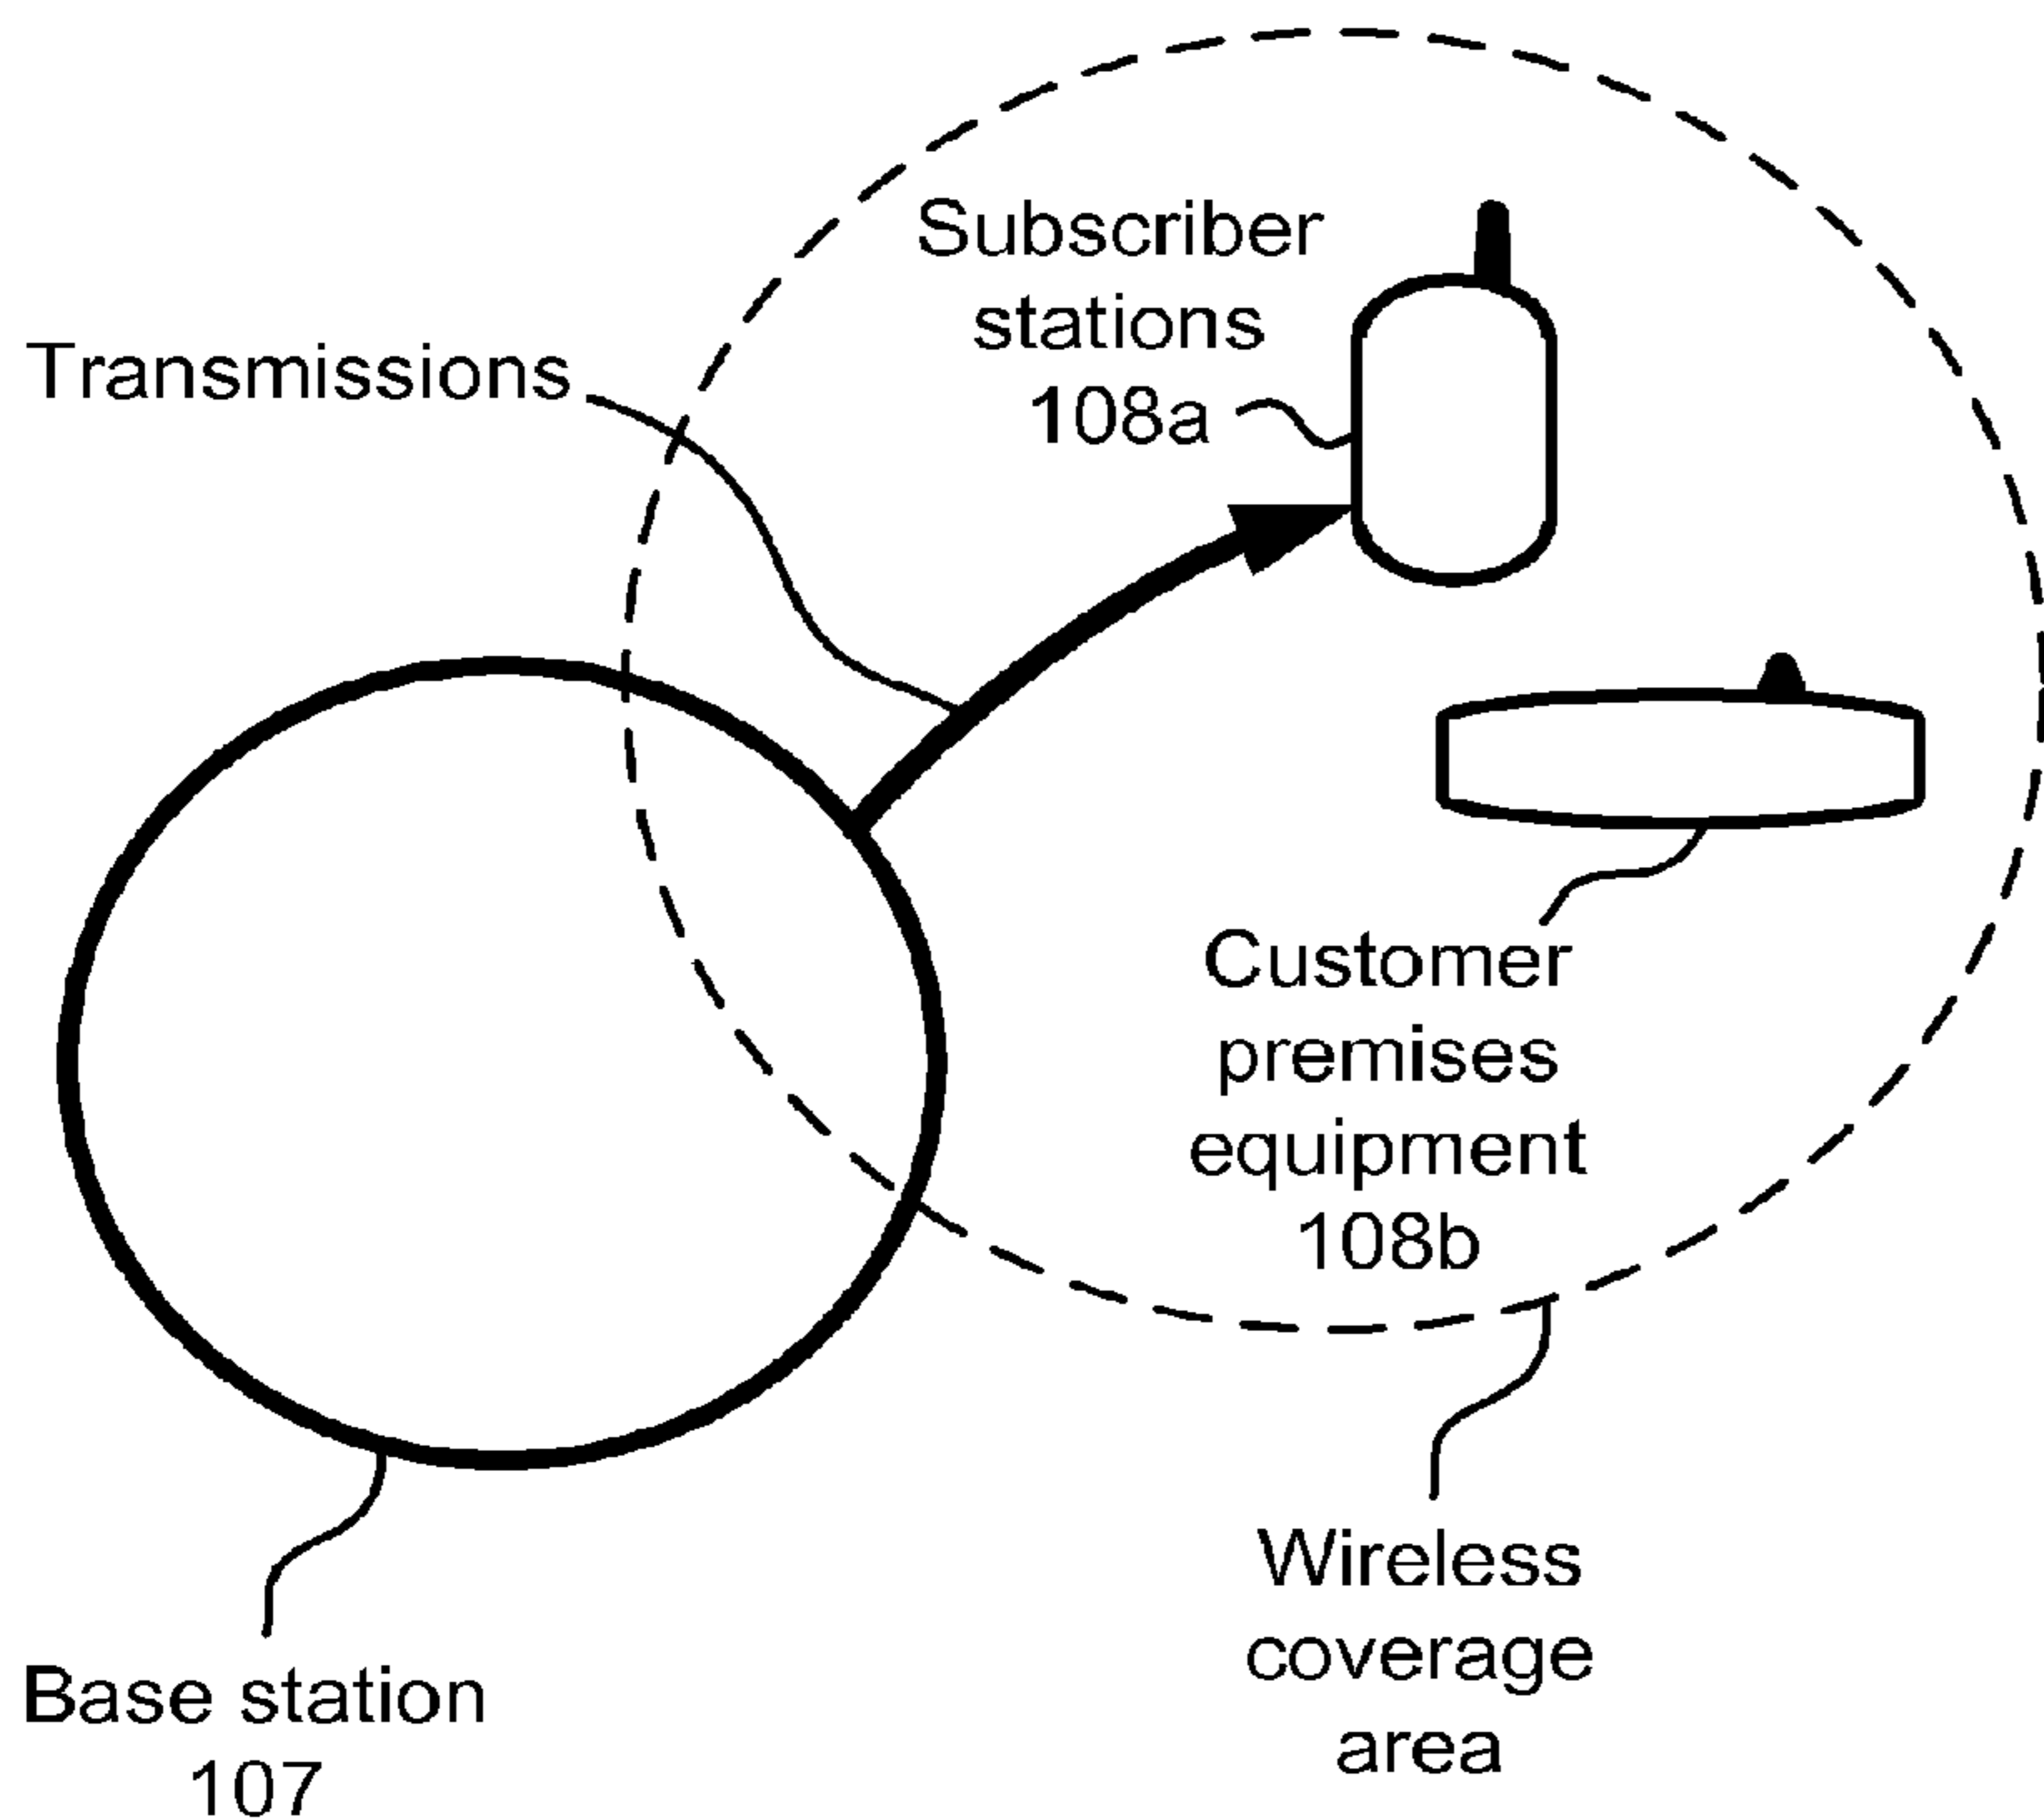 Subscriber
stations
108a
Transmissions
Customer
premises
equipment
108b
Wireless
coverage
area
Base station
107